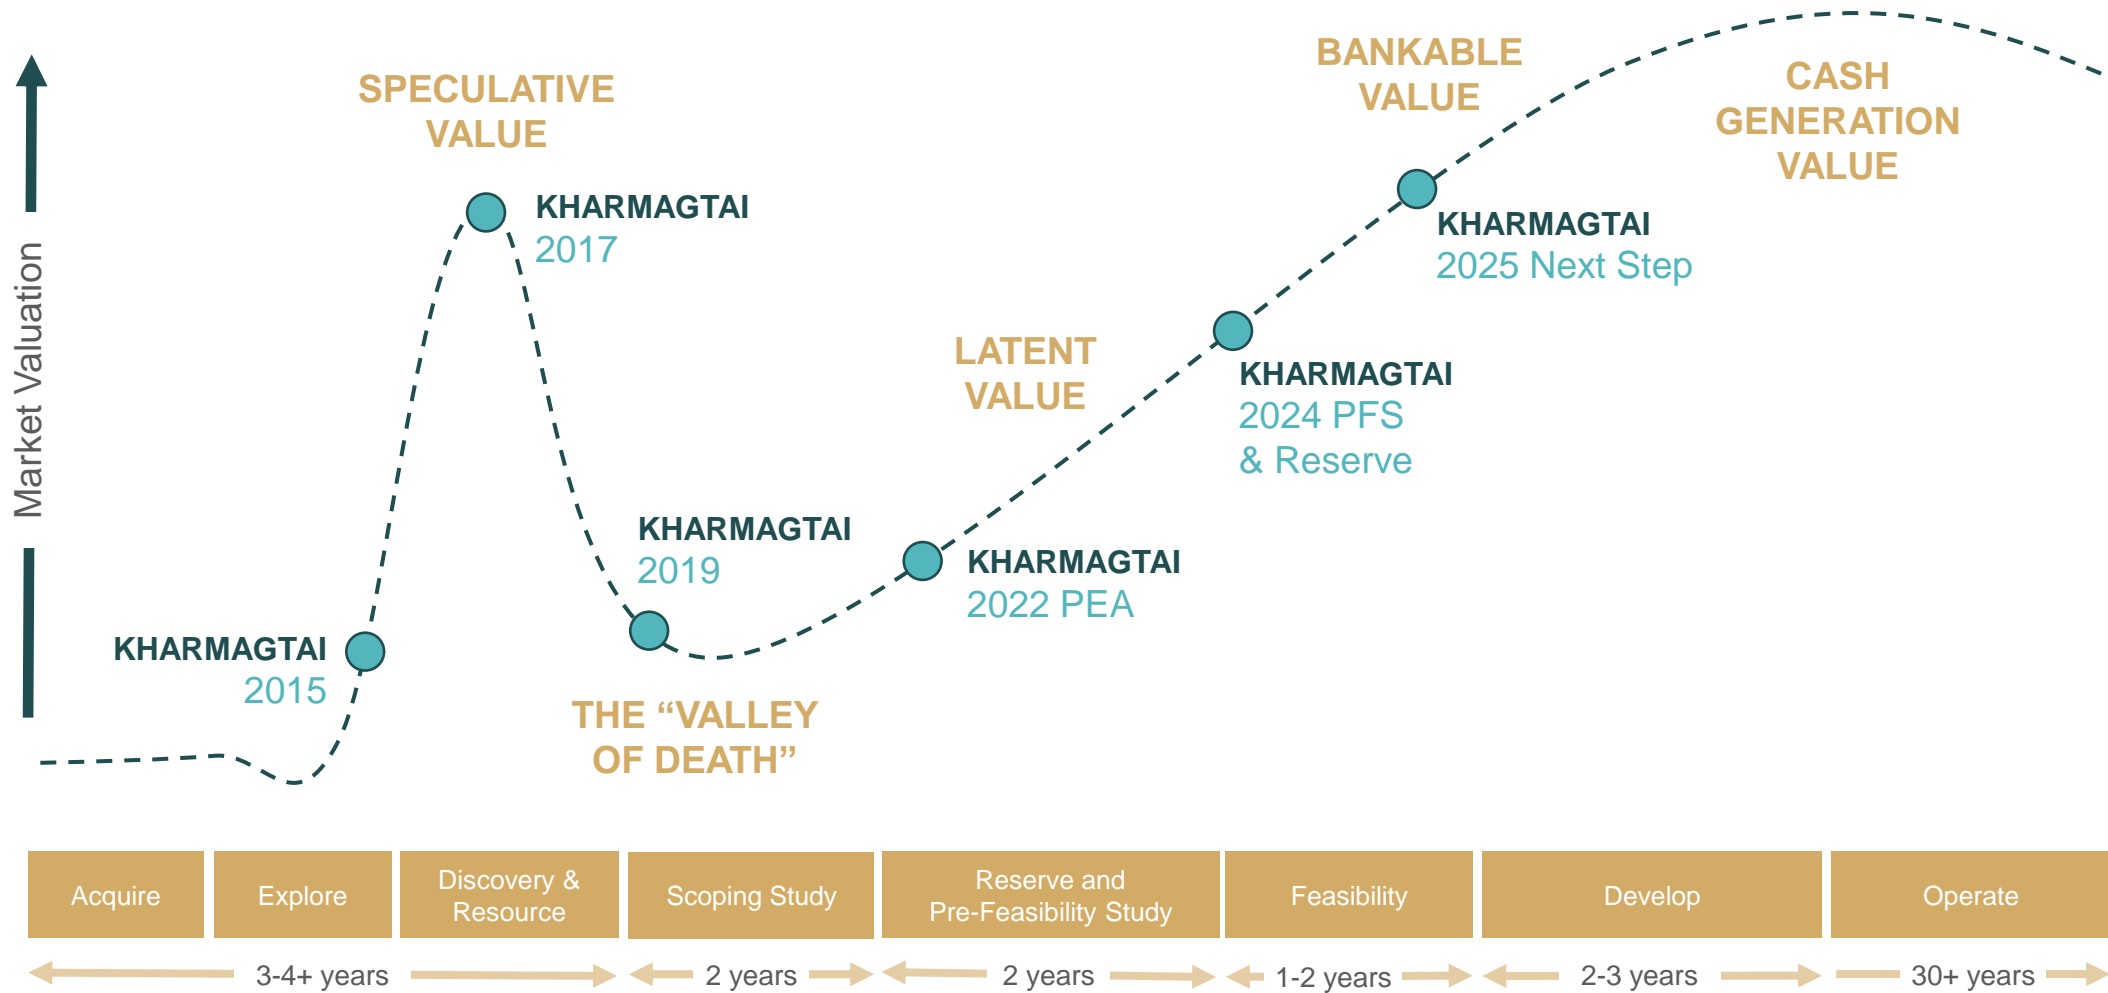 Market Valuation
SPECULATIVE
VALUE
BANKABLE
VALUE
CASH
GENERATION
VALUE
KHARMAGTAI
2017
KHARMAGTAI
2025 Next Step
LATENT
VALUE
KHARMAGTAI
2024 PFS
& Reserve
KHARMAGTAI
2019
KHARMAGTAI
2022 PEA
KHARMAGTAI
2015
THE “VALLEY
OF DEATH”
Acquire
Explore
Discovery &
Resource
Scoping Study
Reserve and
Pre-Feasibility Study
Feasibility
Develop
Operate
3-4+ years
2 years
2 years
1-2 years
2-3 years
30+ years